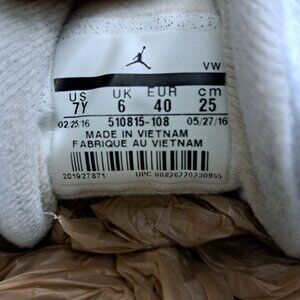 VW
US UK EUR cm
7Y 6 40 25
02/25/16 510815-108 05/27/16
MADE IN VIETNAM
FABRIQUE AU VIETNAM
201927871 UPC 00826220230955